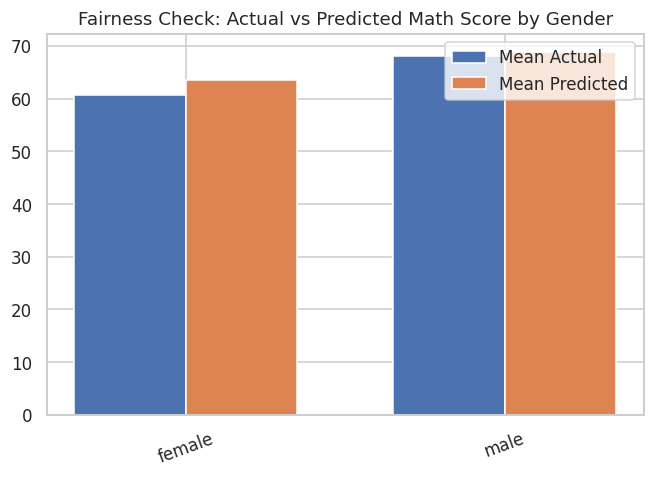 Fairness Check: Actual vs Predicted Math Score by Gender
70
60
50
40
30
20
10
0
Mean Actual
Mean Predicted
female
male